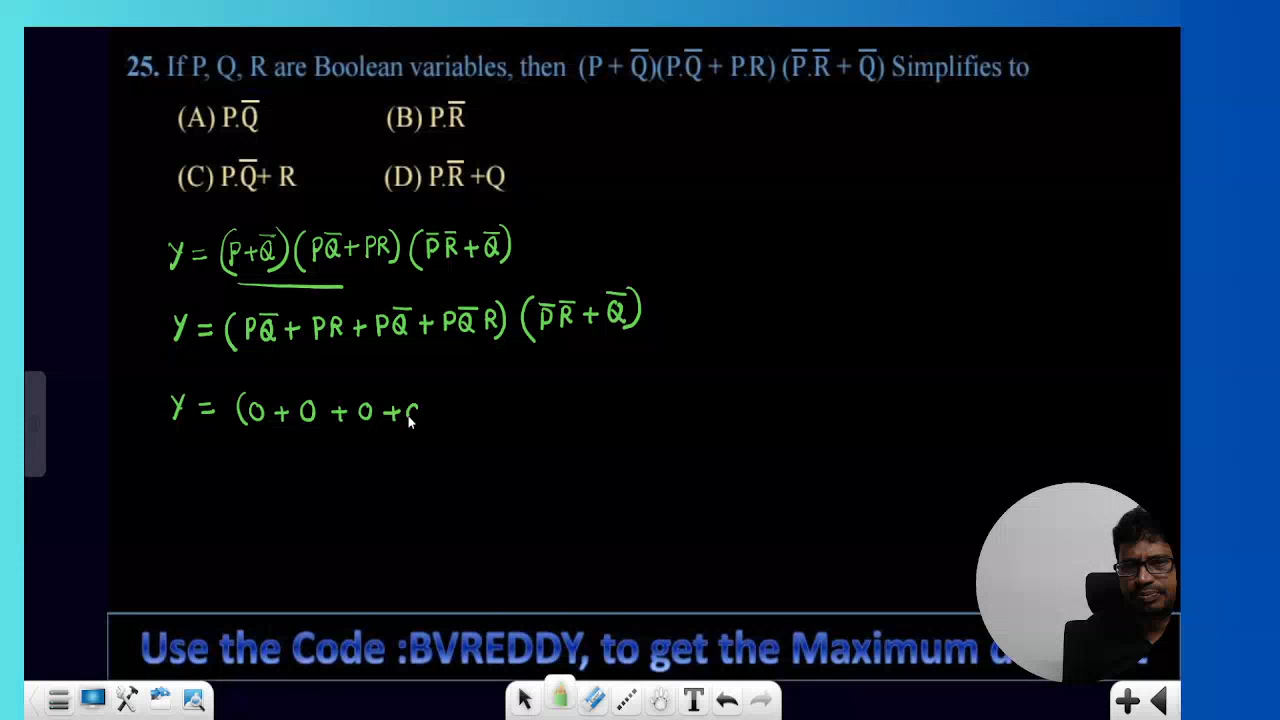 25. If P, Q, R are Boolean variables, then (P + Q̅)(P.Q̅ + P.R) (P̅.R̅ + Q̅) Simplifies to
(A) P.Q̅ (B) P.R̅
(C) P.Q̅+ R (D) P.R̅ +Q
Y = (P+Q̅)(PQ̅+PR)(P̅R̅+Q̅)
Y = (PQ̅ + PR + PQ̅ + PQ̅R)(P̅R̅ + Q̅)
Y = (0 + 0 + 0 +
Use the Code :BVREDDY, to get the Maximum
T